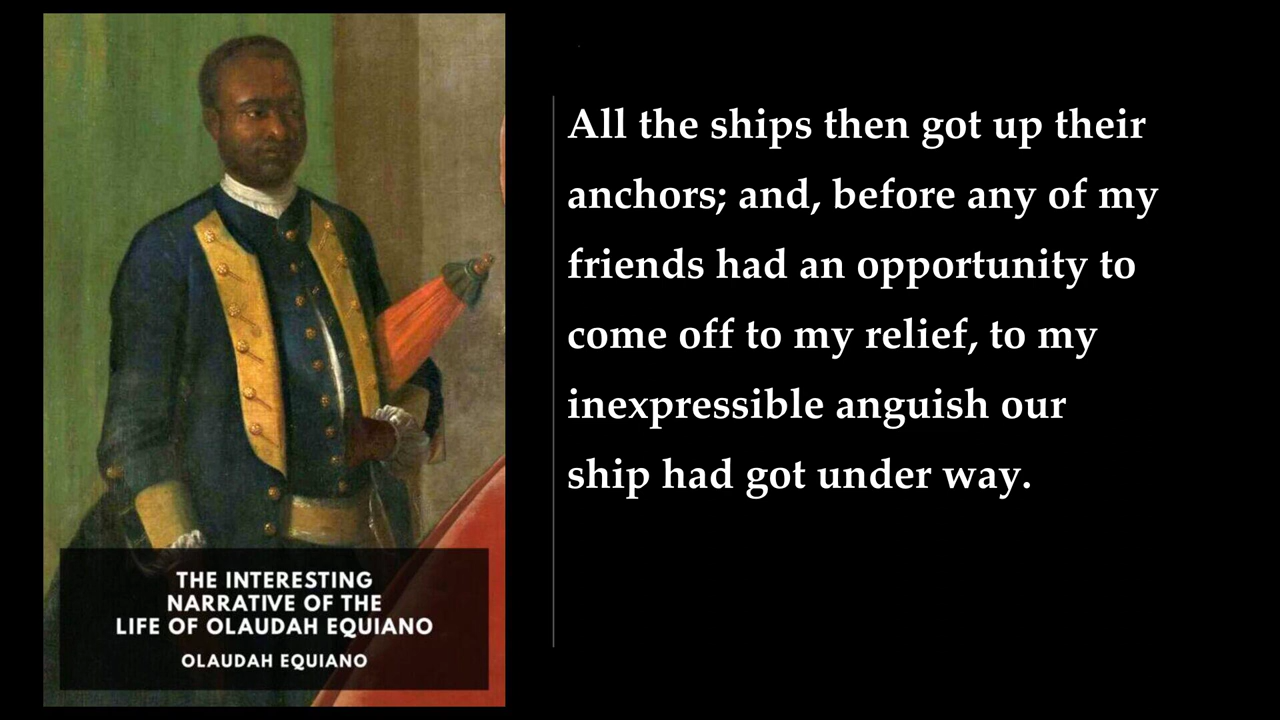 THE INTERESTING
NARRATIVE OF THE
LIFE OF OLAUDAH EQUIANO
OLAUDAH EQUIANO
All the ships then got up their
anchors; and, before any of my
friends had an opportunity to
come off to my relief, to my
inexpressible anguish our
ship had got under way.